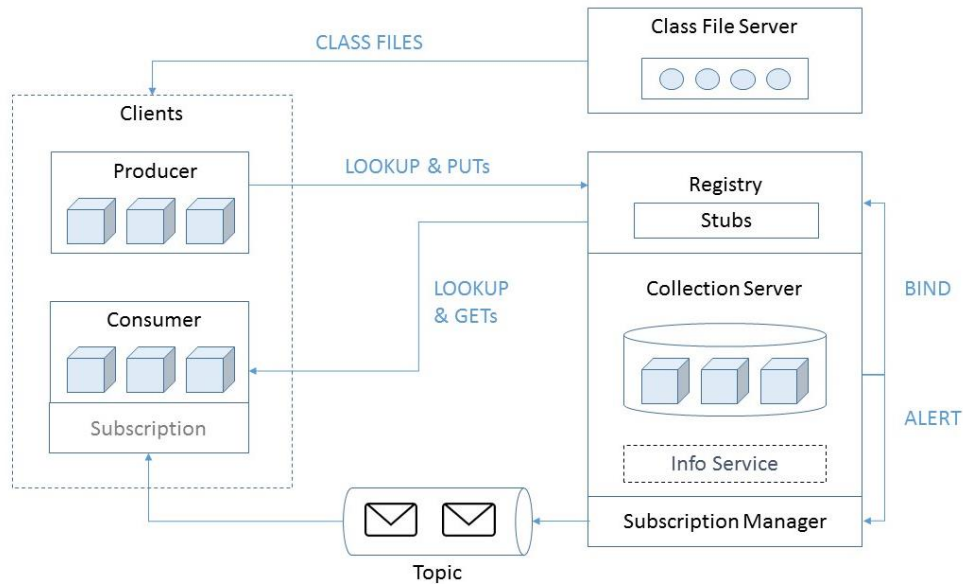 Class File Server
CLASS FILES
Clients
Producer
LOOKUP & PUTs
Registry
Stubs
LOOKUP
& GETs
Collection Server
BIND
Consumer
Subscription
ALERT
Info Service
Subscription Manager
Topic